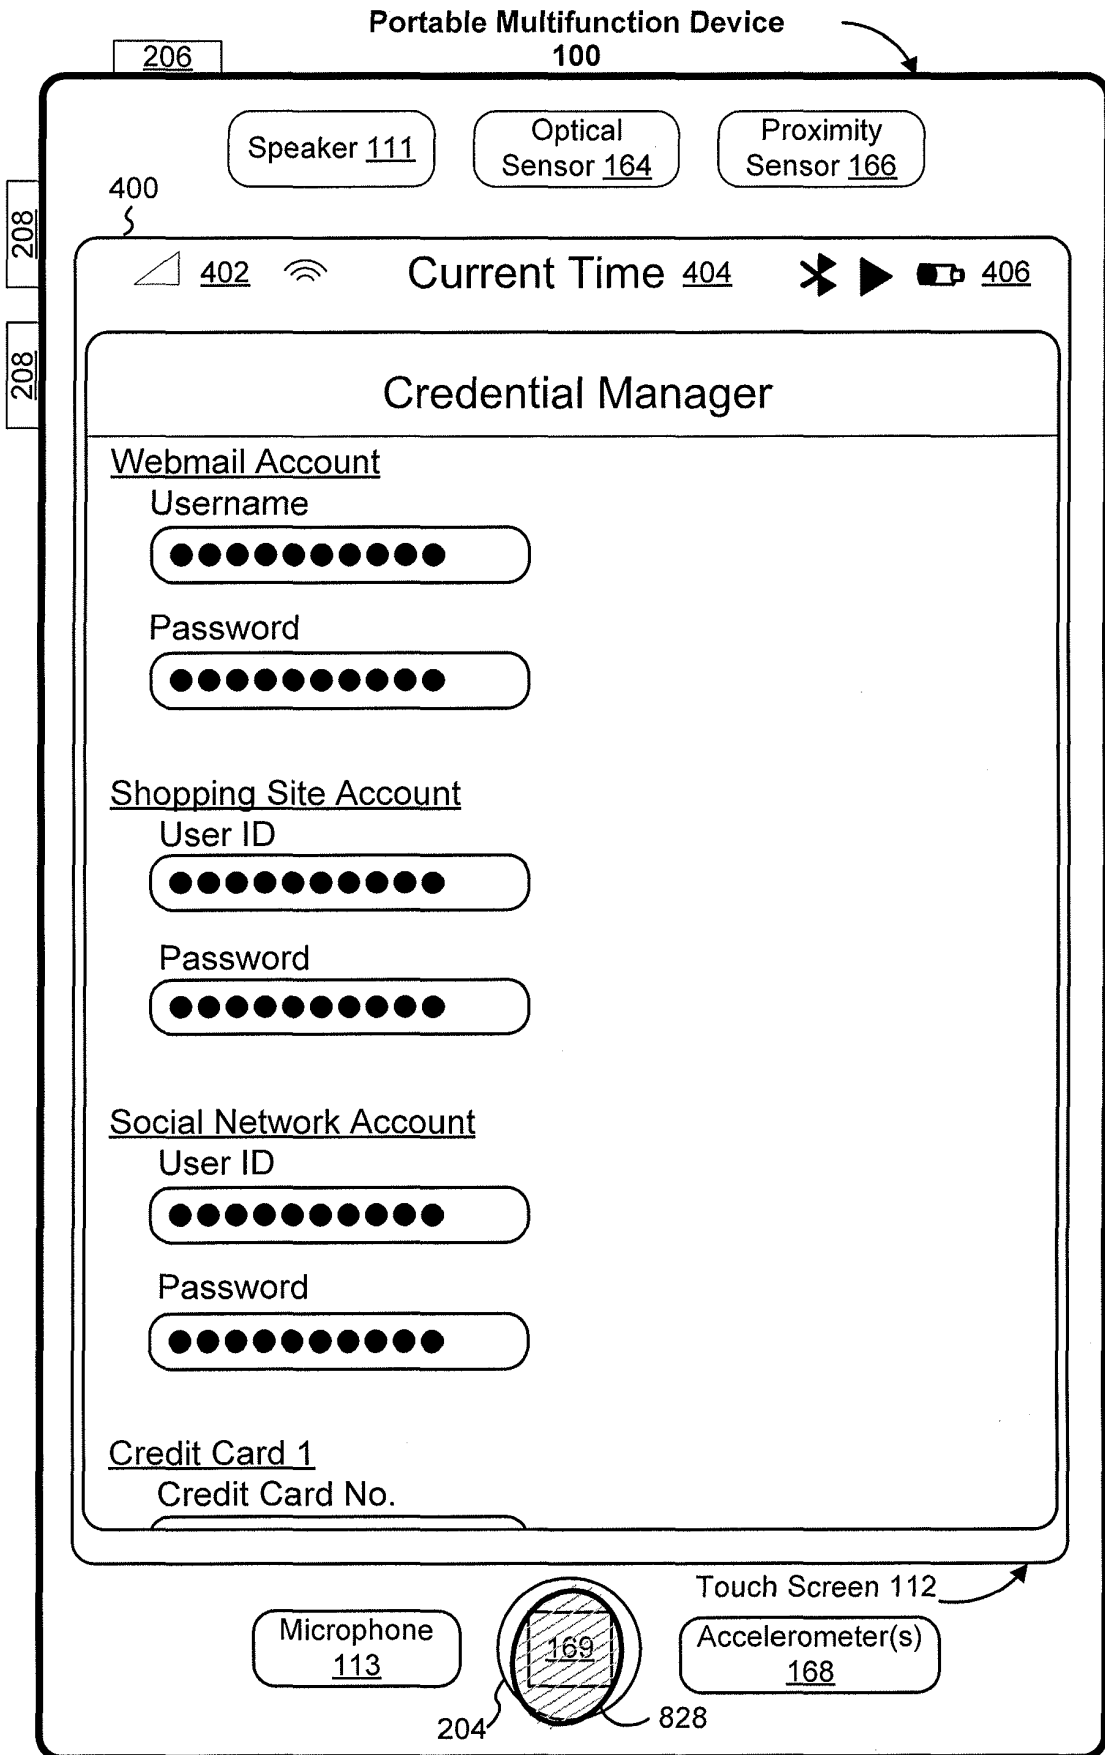 Portable Multifunction Device
100
206
Speaker 111
Optical
Sensor 164
Proximity
Sensor 166
400
208
402 Current Time 404 406
208
Credential Manager
Webmail Account
Username
●●●●●●●●●●
Password
●●●●●●●●●●
Shopping Site Account
User ID
●●●●●●●●●●
Password
●●●●●●●●●●
Social Network Account
User ID
●●●●●●●●●●
Password
●●●●●●●●●●
Credit Card 1
Credit Card No.
Touch Screen 112
Microphone
113
169
Accelerometer(s)
168
204
828